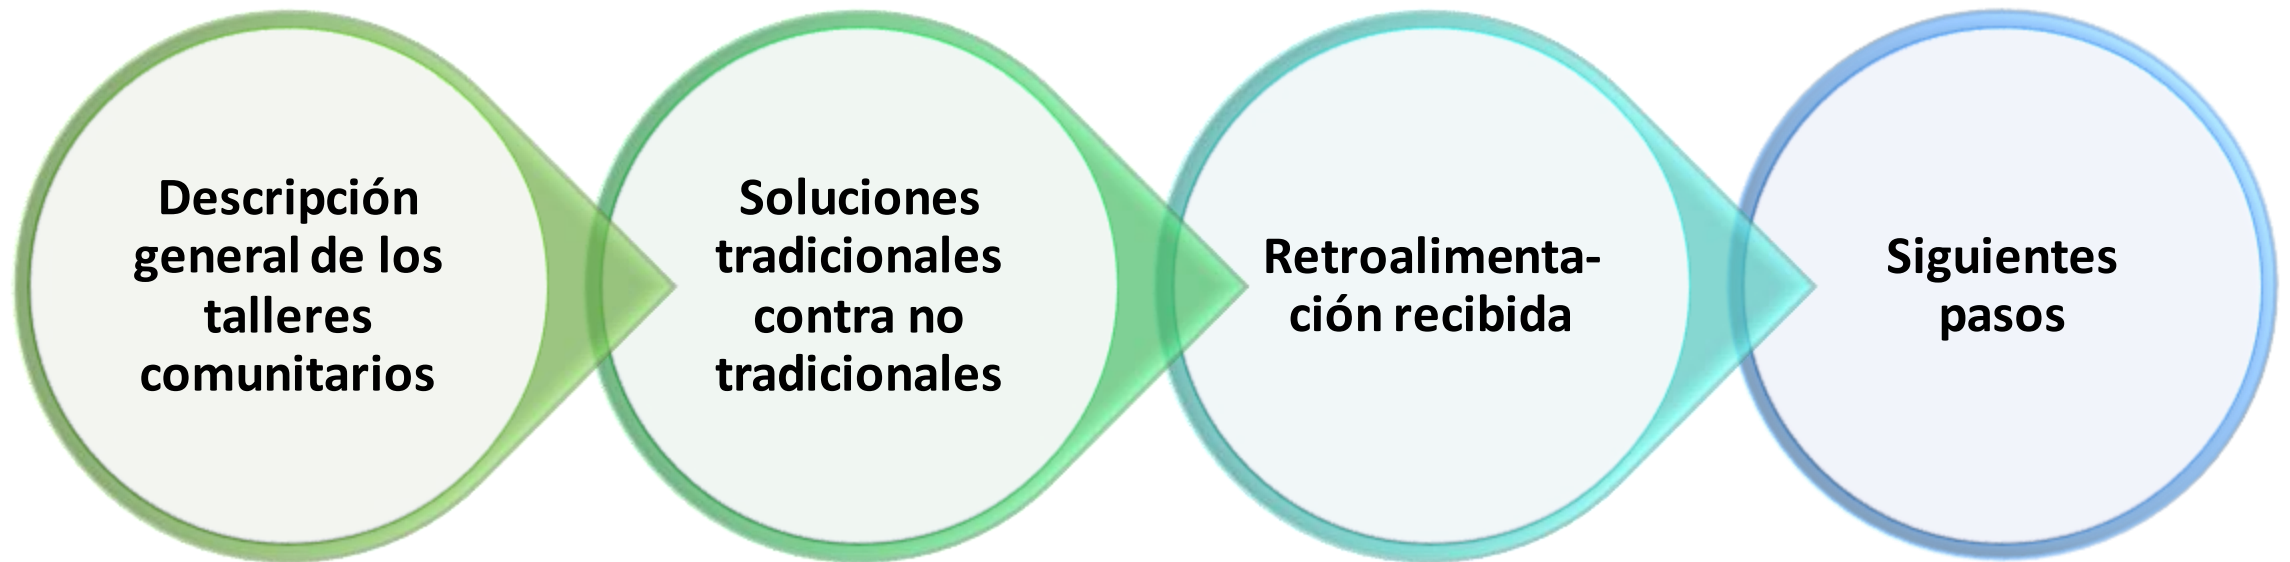 Descripción
general de los
talleres
comunitarios
Soluciones
tradicionales
contra no
tradicionales
Retroalimenta-
ción recibida
Siguientes
pasos